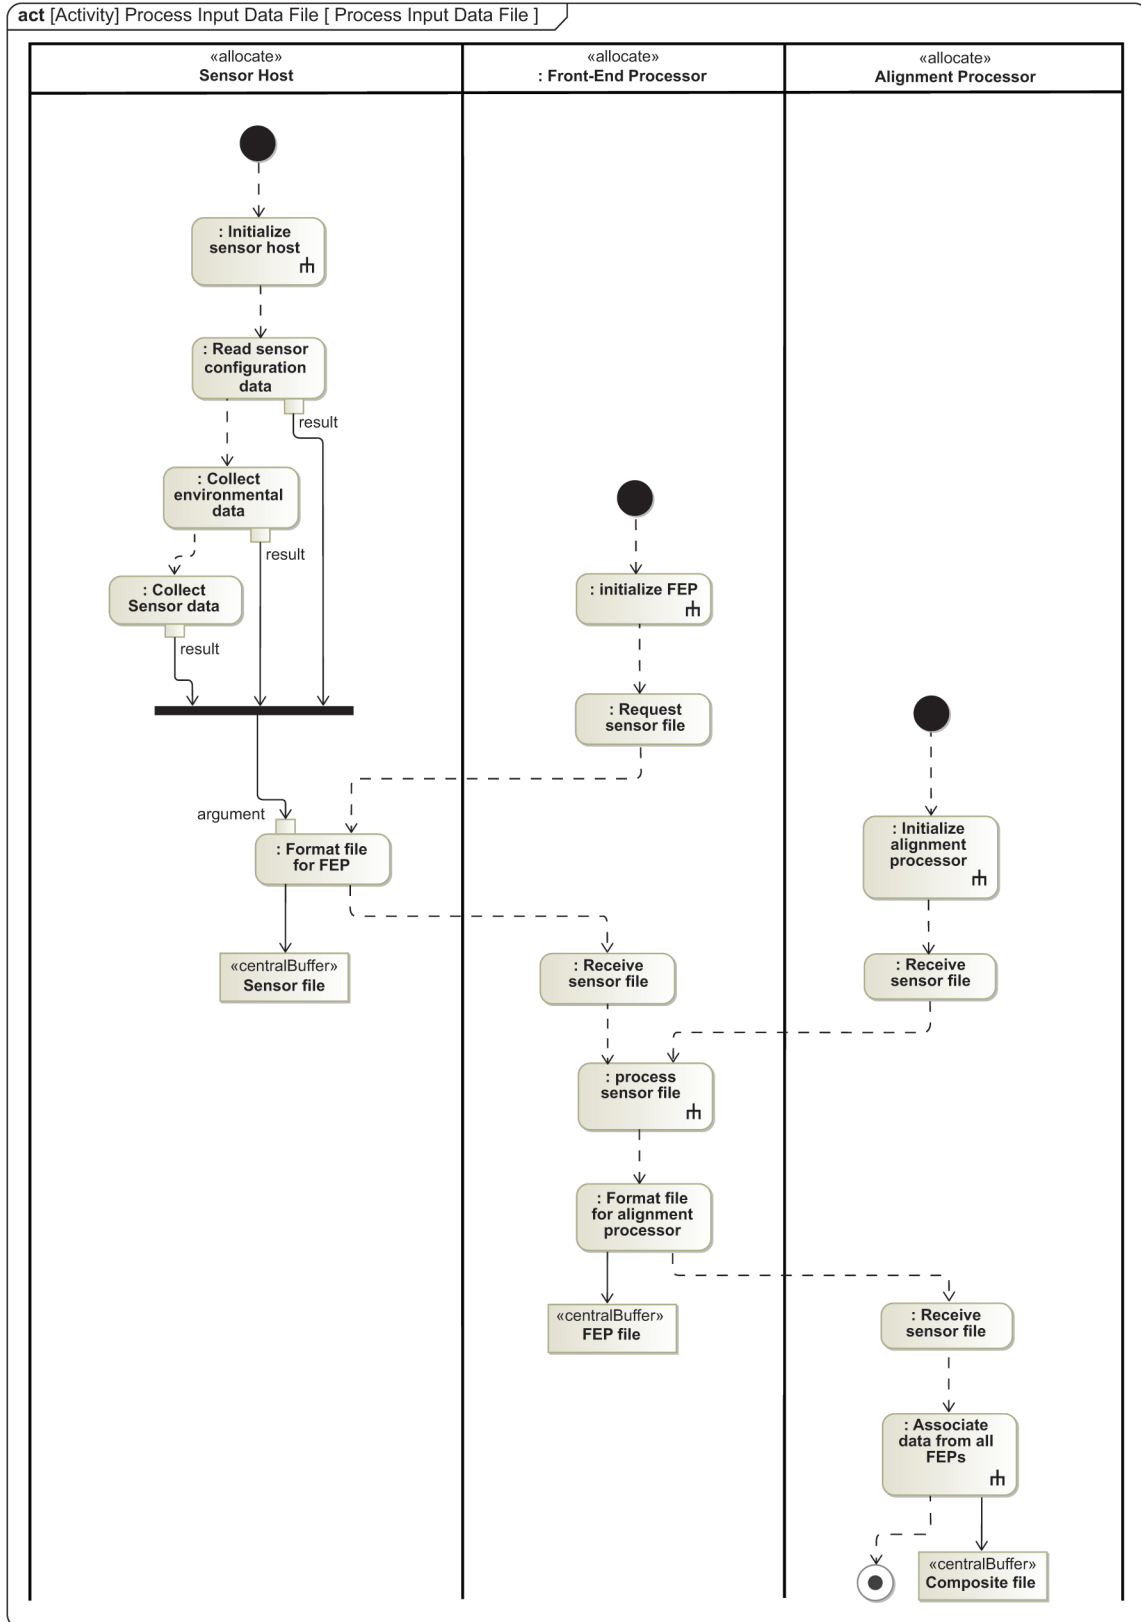 act [Activity] Process Input Data File [ Process Input Data File ]
«allocate»
Sensor Host
«allocate»
: Front-End Processor
«allocate»
Alignment Processor
: Initialize
sensor host
: Read sensor
configuration
data
result
: Collect
environmental
data
result
: Collect
Sensor data
result
: initialize FEP
: Request
sensor file
argument
: Format file
for FEP
: Initialize
alignment
processor
«centralBuffer»
Sensor file
: Receive
sensor file
: Receive
sensor file
: process
sensor file
: Format file
for alignment
processor
«centralBuffer»
FEP file
: Receive
sensor file
: Associate
data from all
FEPs
«centralBuffer»
Composite file